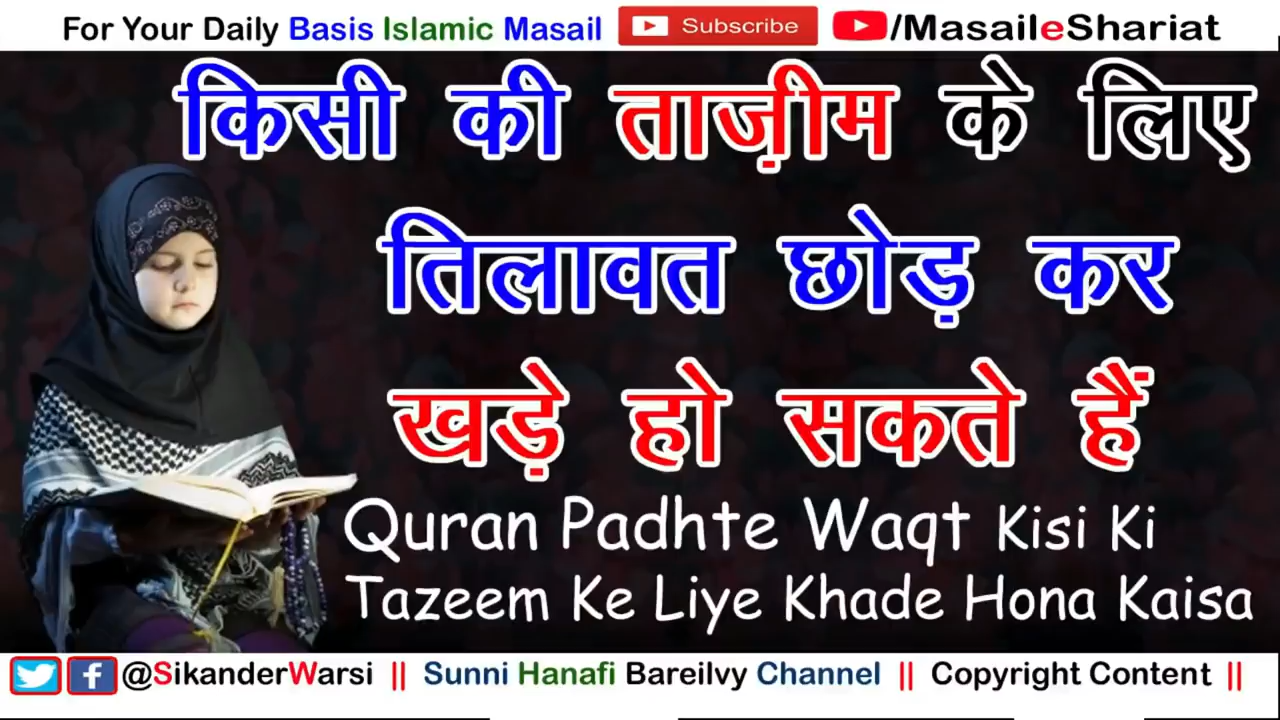 For Your Daily Basis Islamic Masail Subscribe /MasaileShariat
किसी की ताज़ीम के लिए
तिलावत छोड़ कर
खड़े हो सकते हैं
Quran Padhte Waqt Kisi Ki
Tazeem Ke Liye Khade Hona Kaisa
@SikanderWarsi || Sunni Hanafi Bareilvy Channel || Copyright Content ||